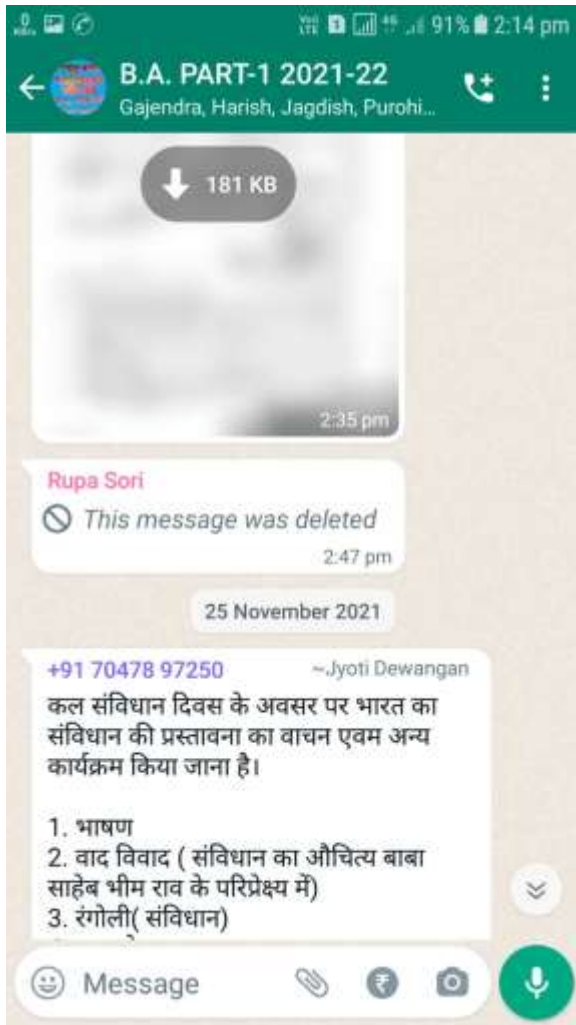 91% 2:14 pm
B.A. PART-1 2021-22
Gajendra, Harish, Jagdish, Purohi...
181 KB
2:35 pm
Rupa Sori
This message was deleted
2:47 pm
25 November 2021
+91 70478 97250 ~Jyoti Dewangan
कल संविधान दिवस के अवसर पर भारत का
संविधान की प्रस्तावना का वाचन एवम अन्य
कार्यक्रम किया जाना है।
1. भाषण
2. वाद विवाद ( संविधान का औचित्य बाबा
साहेब भीम राव के परिप्रेक्ष्य में)
3. रंगोली( संविधान)
Message